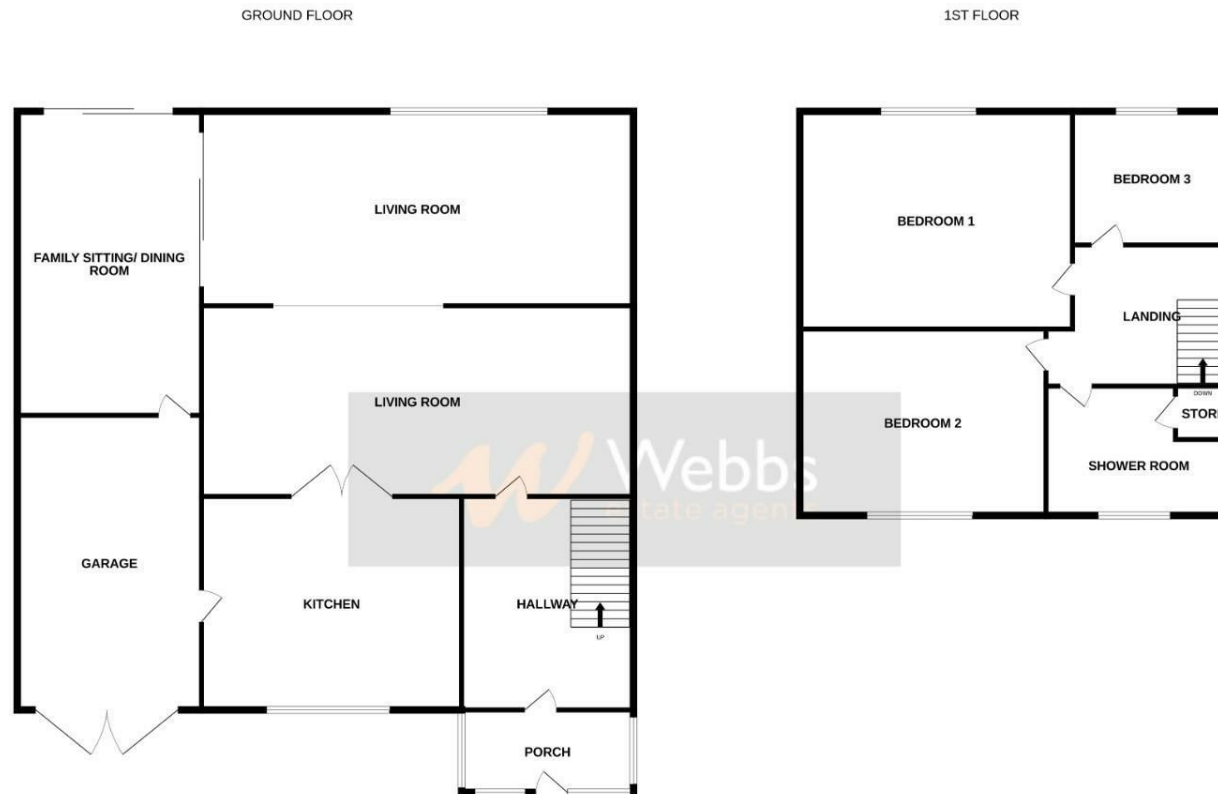 GROUND FLOOR
1ST FLOOR
LIVING ROOM
FAMILY SITTING/ DINING
ROOM
LIVING ROOM
GARAGE
KITCHEN
HALLWAY
UP
PORCH
BEDROOM 1
BEDROOM 3
LANDING
DOWN
BEDROOM 2
STOR
SHOWER ROOM
Webbs
estate agents